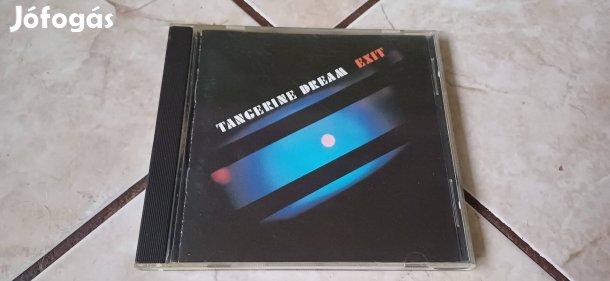 Jófogás
TANGERINE DREAM EXIT